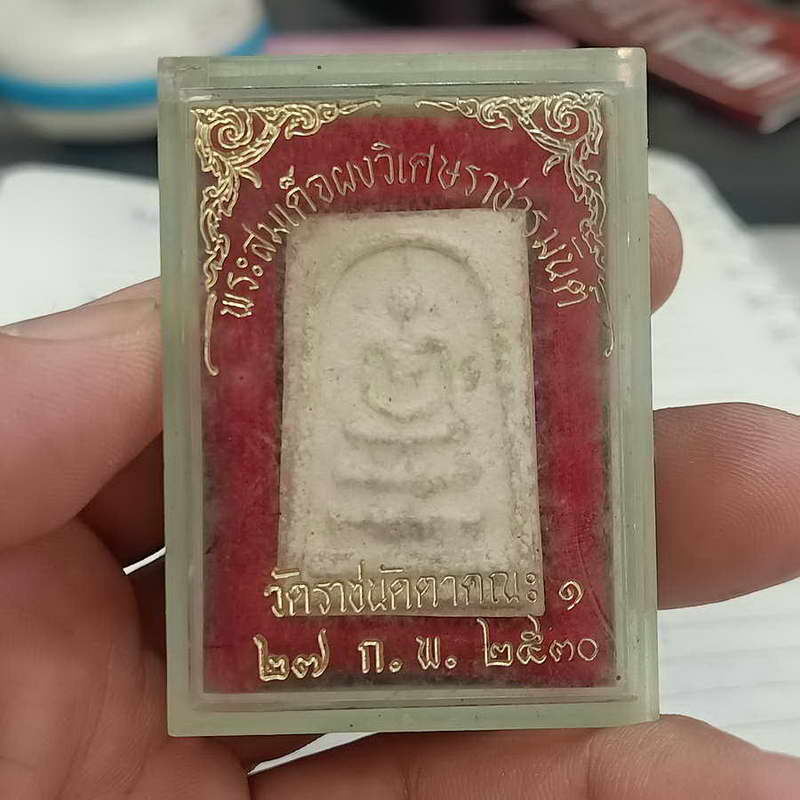 พระสมเด็จผงวิเศษราชารมนันต์
วัดราชนัดดาคณะ ๑
๒๗ ก.พ. ๒๕๓๐